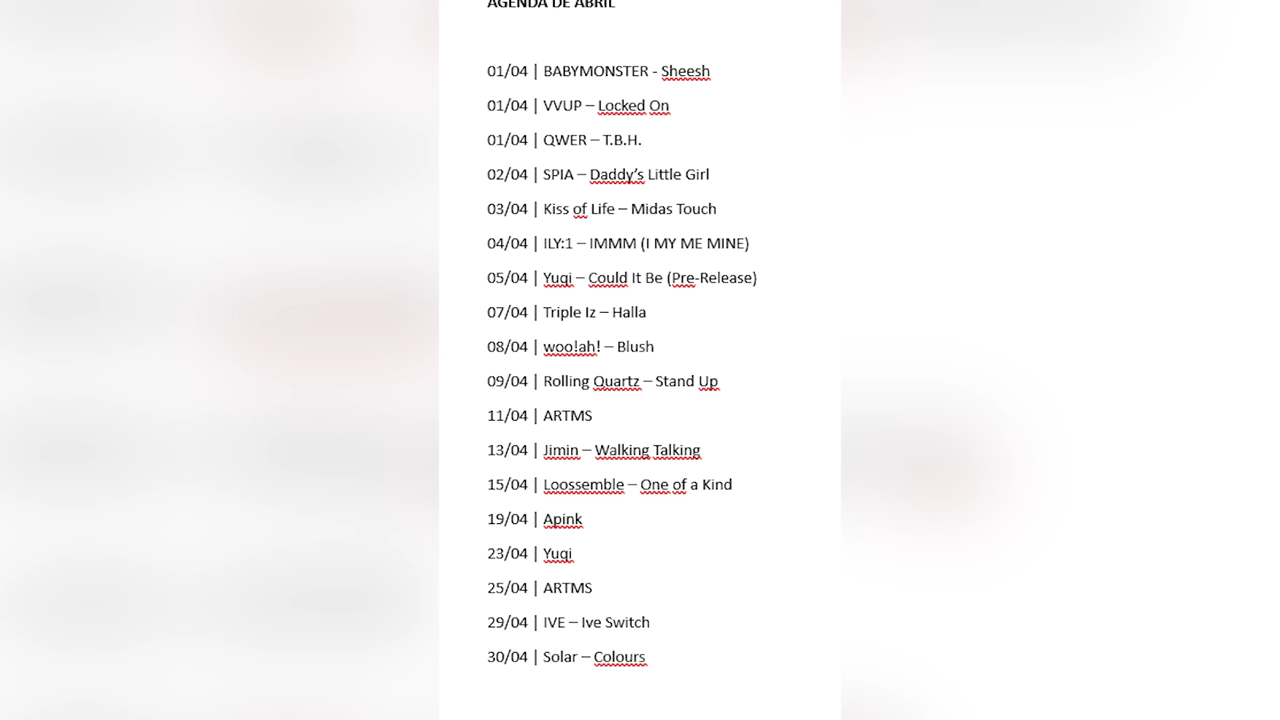 AGENDA DE ABRIL
01/04 | BABYMONSTER - Sheesh
01/04 | VVUP – Locked On
01/04 | QWER – T.B.H.
02/04 | SPIA – Daddy’s Little Girl
03/04 | Kiss of Life – Midas Touch
04/04 | ILY:1 – IMMM (I MY ME MINE)
05/04 | Yuqi – Could It Be (Pre-Release)
07/04 | Triple Iz – Halla
08/04 | woo!ah! – Blush
09/04 | Rolling Quartz – Stand Up
11/04 | ARTMS
13/04 | Jimin – Walking Talking
15/04 | Loossemble – One of a Kind
19/04 | Apink
23/04 | Yuqi
25/04 | ARTMS
29/04 | IVE – Ive Switch
30/04 | Solar – Colours